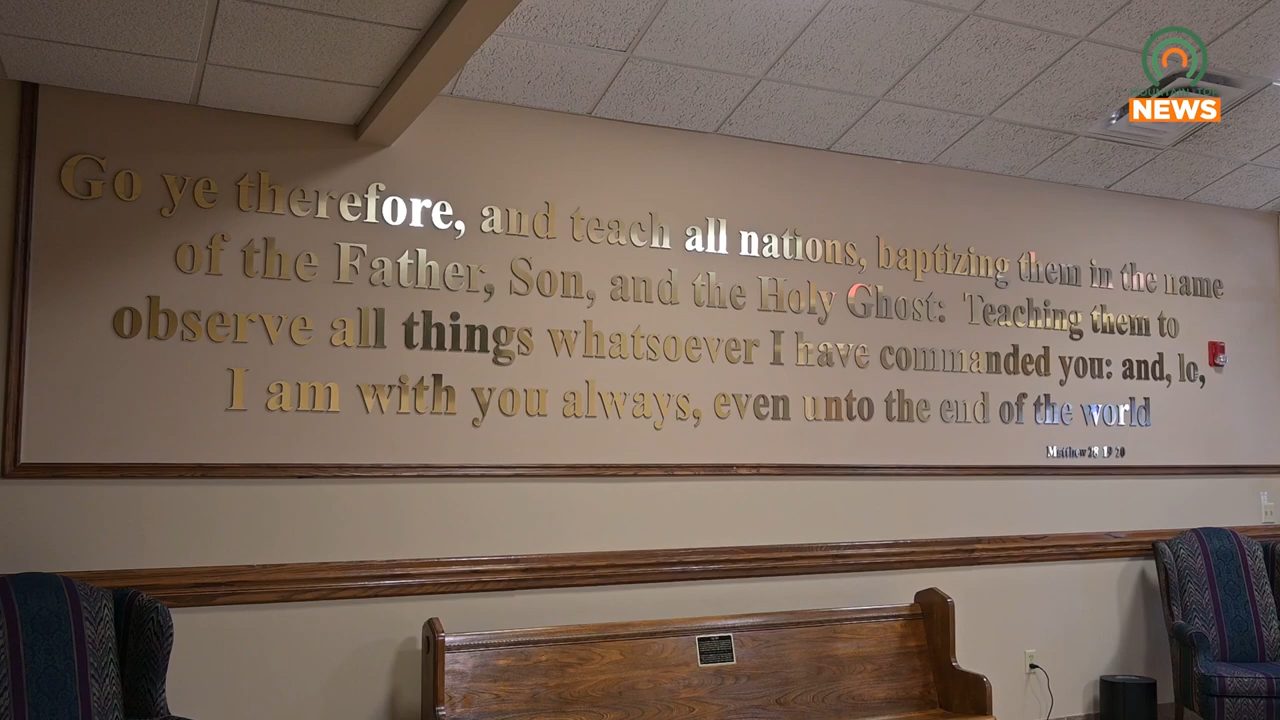 MOUNTAIN TOP
NEWS
Go ye therefore, and teach all nations, baptizing them in the name
of the Father, Son, and the Holy Ghost: Teaching them to
observe all things whatsoever I have commanded you: and, lo,
I am with you always, even unto the end of the world
Matthew 28 19 20